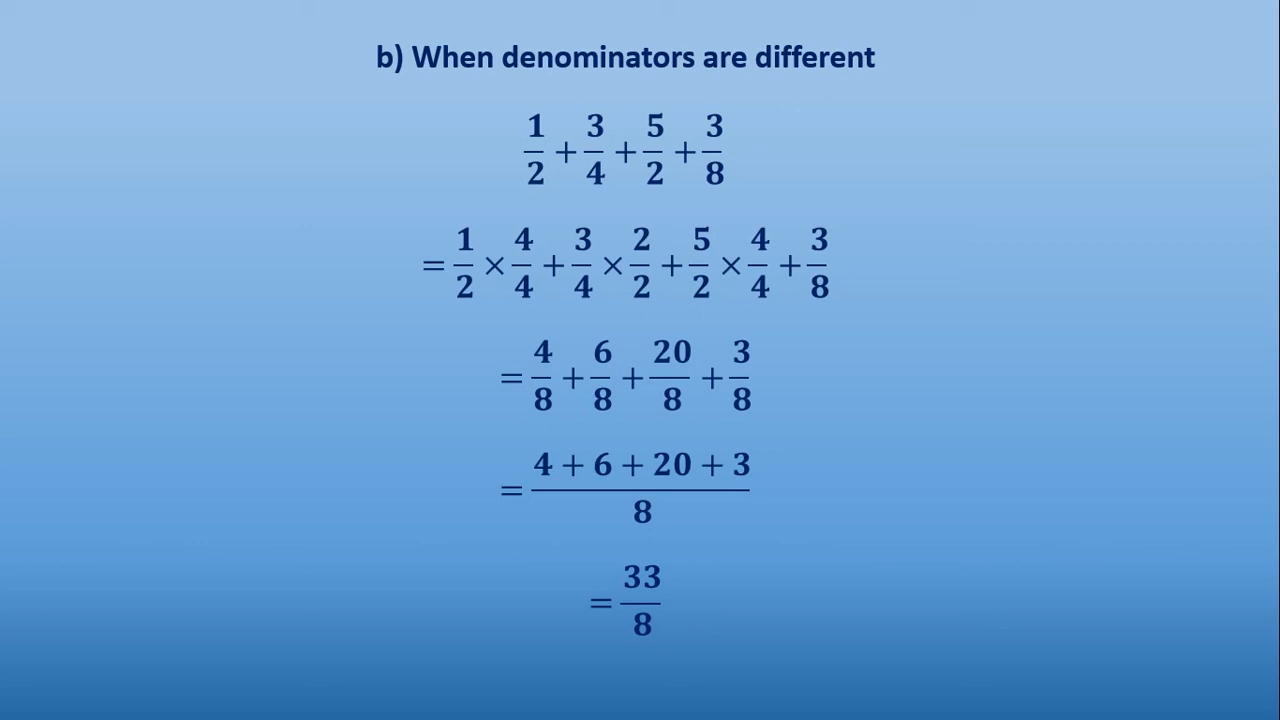 b) When denominators are different
1/2 + 3/4 + 5/2 + 3/8
= 1/2 × 4/4 + 3/4 × 2/2 + 5/2 × 4/4 + 3/8
= 4/8 + 6/8 + 20/8 + 3/8
= (4 + 6 + 20 + 3)/8
= 33/8